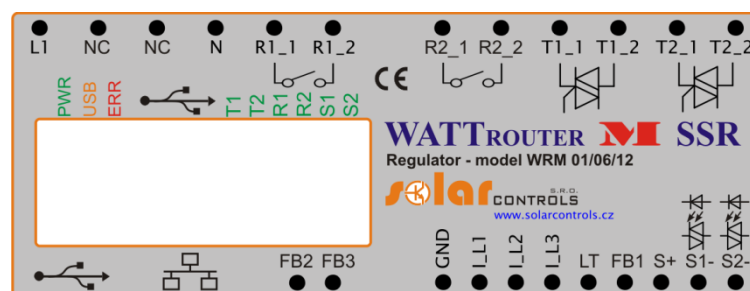 L1 NC NC N R1_1 R1_2 R2_1 R2_2 T1_1 T1_2 T2_1 T2_2
PWR USB ERR T1 T2 R1 R2 S1 S2
CE
WATTROUTER M SSR
Regulator - model WRM 01/06/12
solar CONTROLS S.R.O.
www.solarcontrols.cz
FB2 FB3 GND I_L1 I_L2 I_L3 LT FB1 S+ S1- S2-